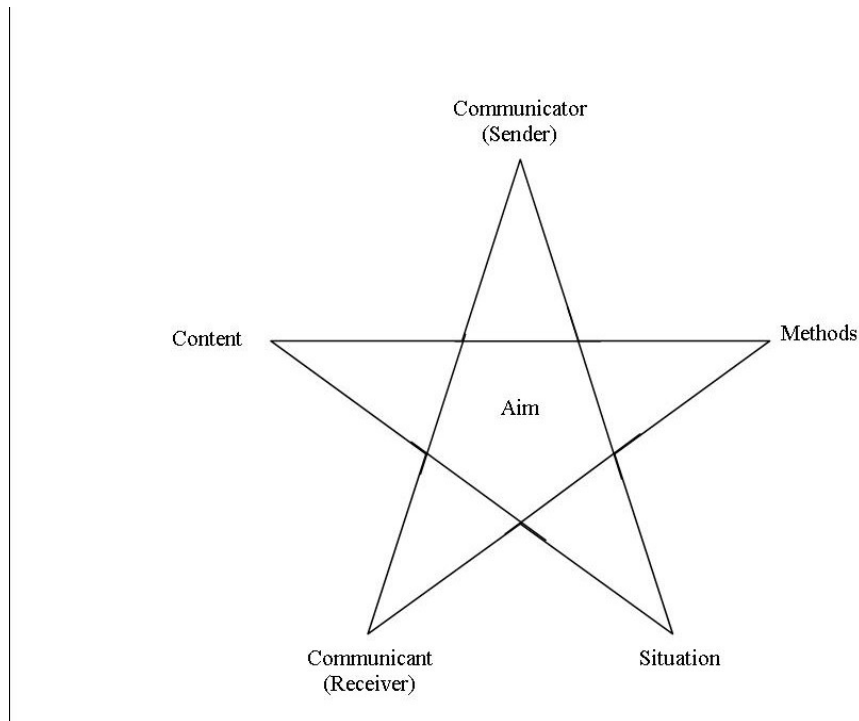 Communicator
(Sender)
Content
Methods
Aim
Communicant
(Receiver)
Situation